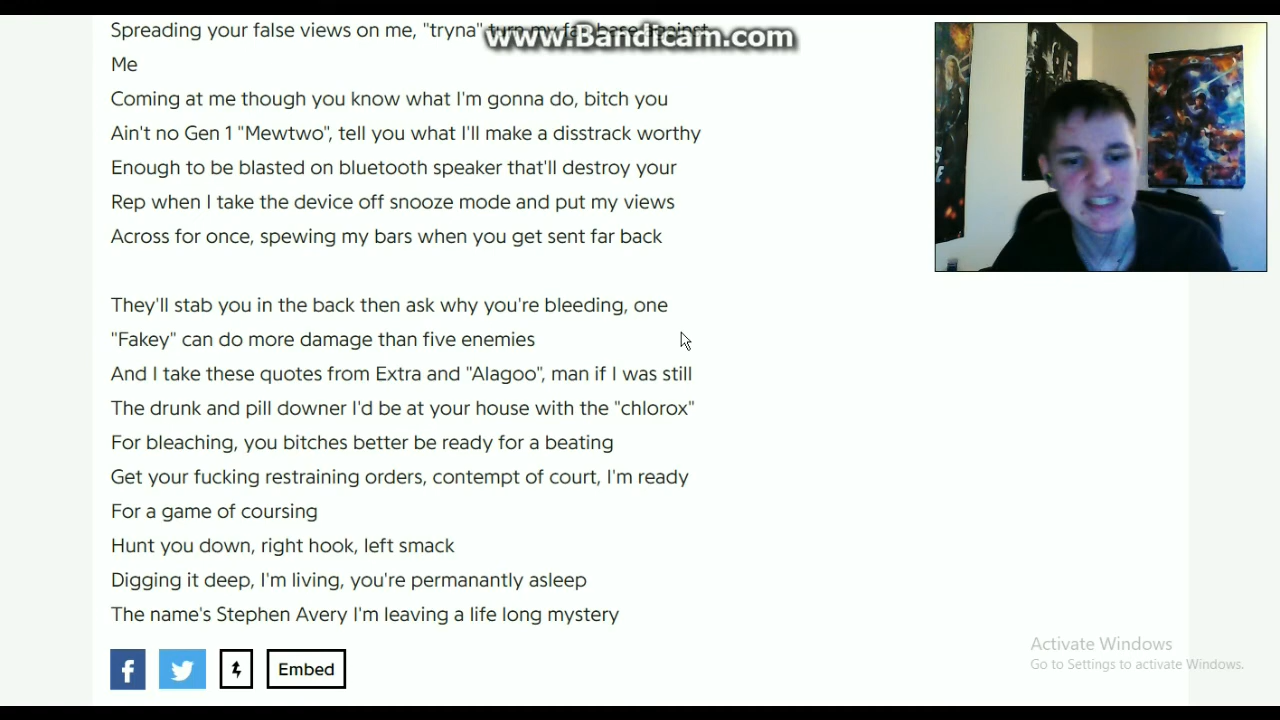 Spreading your false views on me, "tryna" turn my fan base against
www.Bandicam.com
Me
Coming at me though you know what I'm gonna do, bitch you
Ain't no Gen 1 "Mewtwo", tell you what I'll make a disstrack worthy
Enough to be blasted on bluetooth speaker that'll destroy your
Rep when I take the device off snooze mode and put my views
Across for once, spewing my bars when you get sent far back
They'll stab you in the back then ask why you're bleeding, one
"Fakey" can do more damage than five enemies
And I take these quotes from Extra and "Alagoo", man if I was still
The drunk and pill downer I'd be at your house with the "chlorox"
For bleaching, you bitches better be ready for a beating
Get your fucking restraining orders, contempt of court, I'm ready
For a game of coursing
Hunt you down, right hook, left smack
Digging it deep, I'm living, you're permanantly asleep
The name's Stephen Avery I'm leaving a life long mystery
Embed
Activate Windows
Go to Settings to activate Windows.